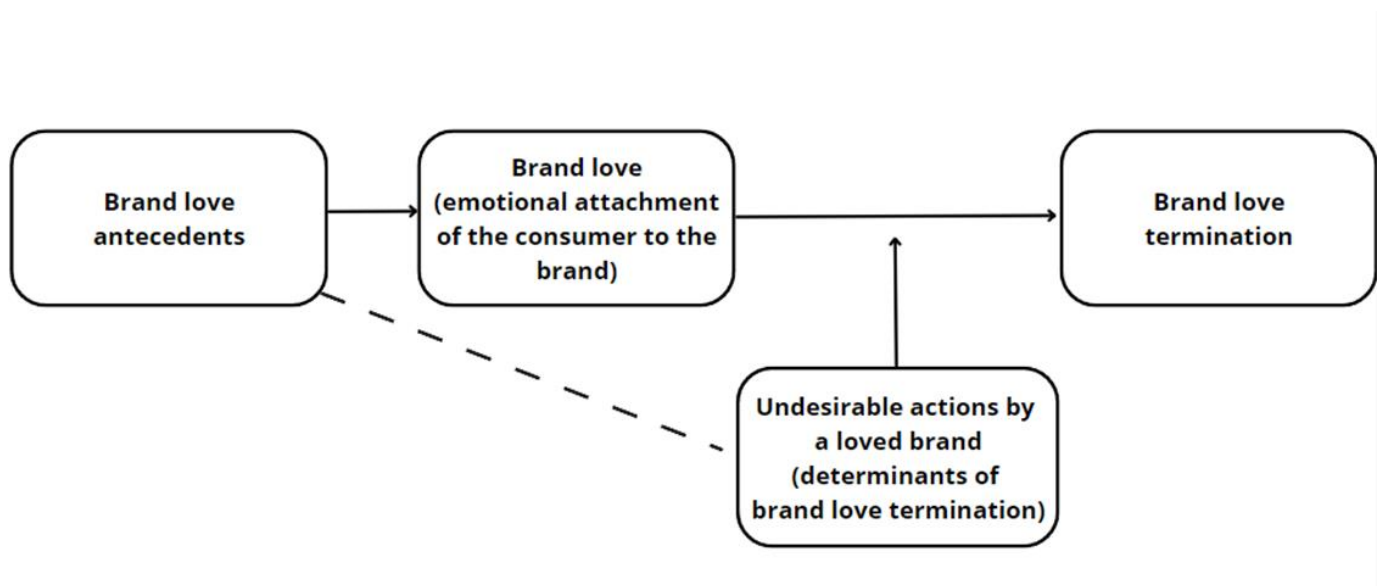 Brand love
antecedents
Brand love
(emotional attachment
of the consumer to the
brand)
Brand love
termination
Undesirable actions by
a loved brand
(determinants of
brand love termination)